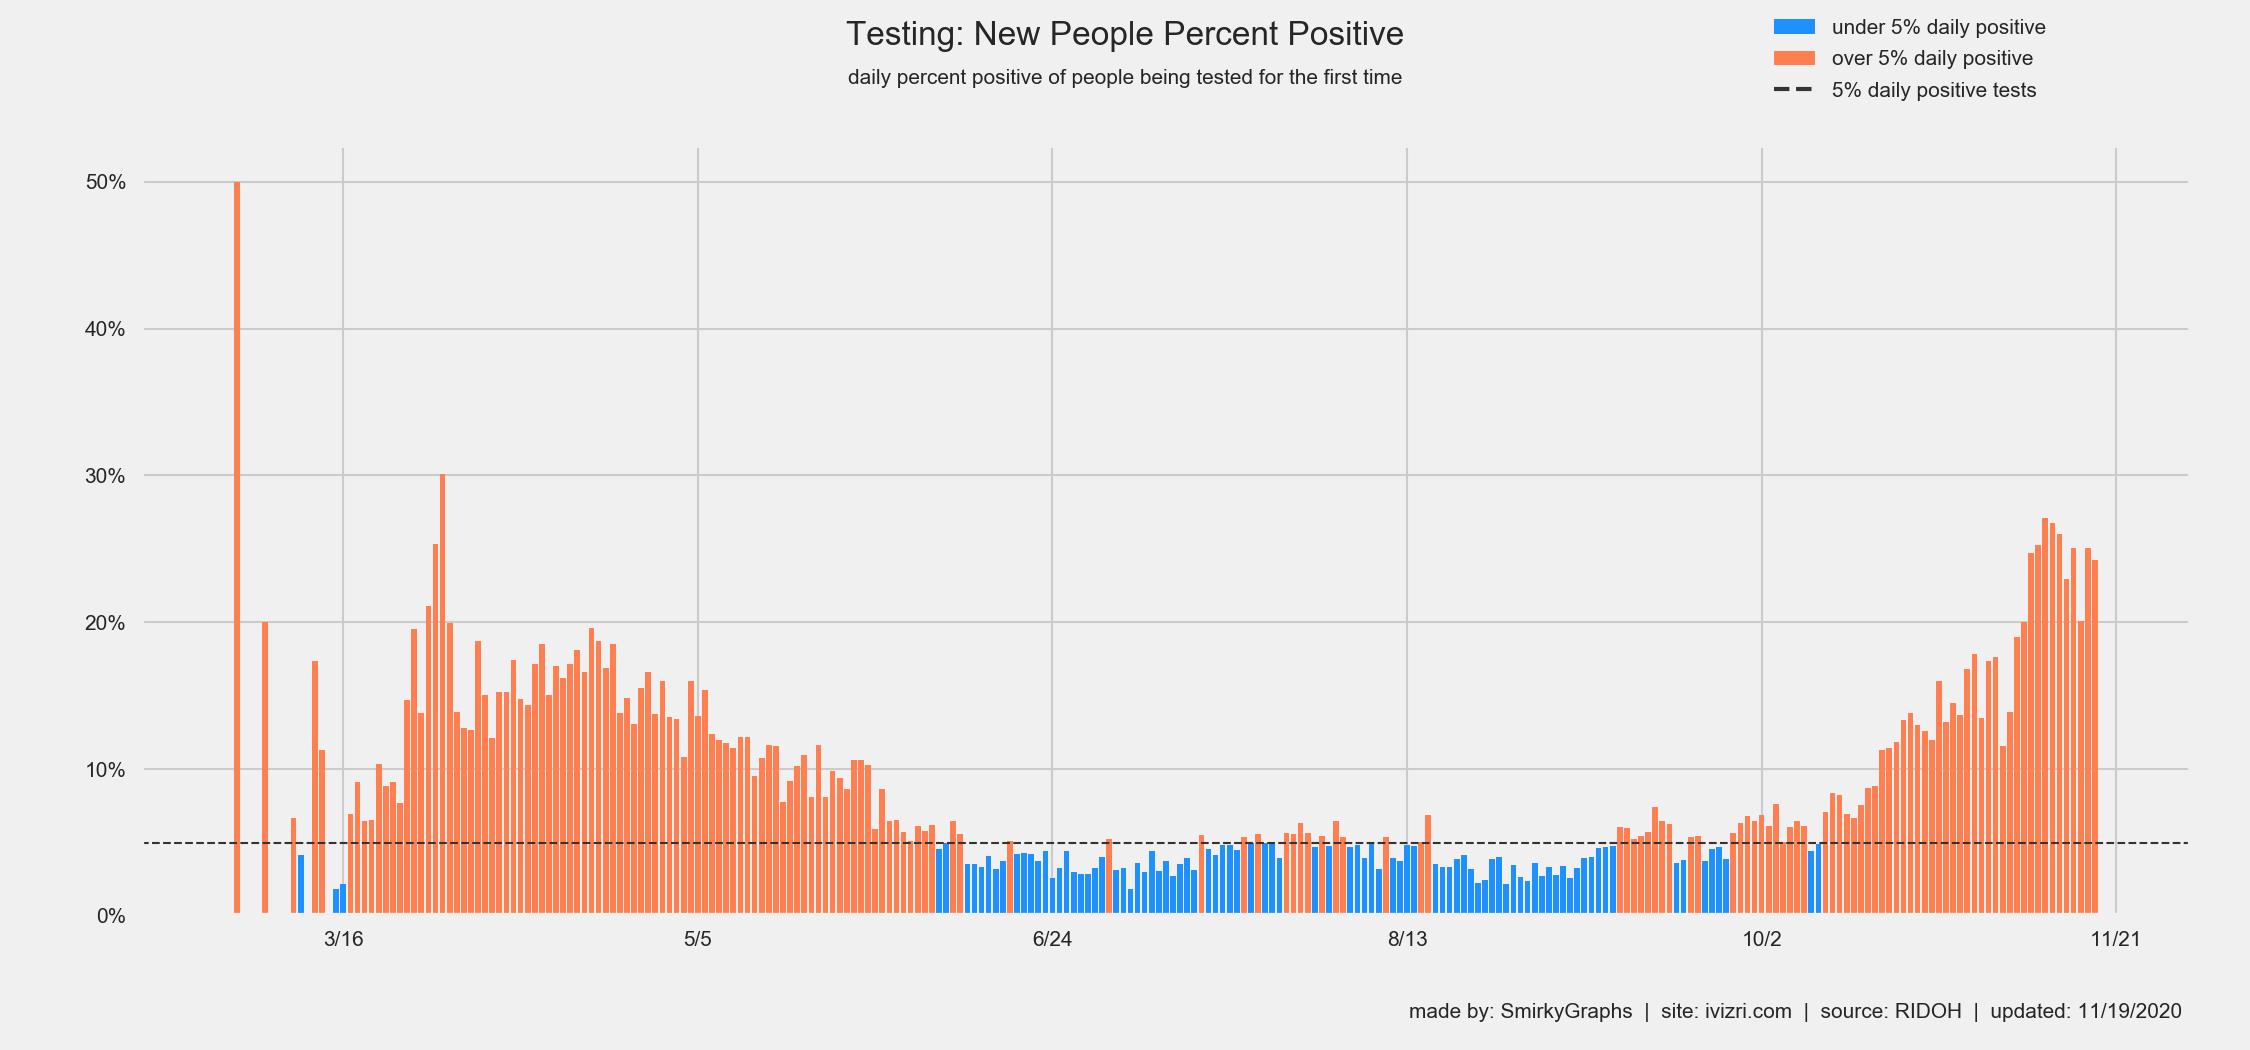 Testing: New People Percent Positive
daily percent positive of people being tested for the first time
under 5% daily positive
over 5% daily positive
5% daily positive tests
50%
40%
30%
20%
10%
0%
3/16 5/5 6/24 8/13 10/2 11/21
made by: SmirkyGraphs | site: ivizri.com | source: RIDOH | updated: 11/19/2020